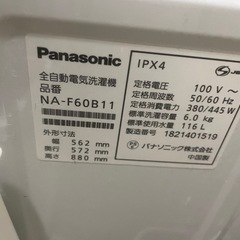 Panasonic
全自動電気洗濯機
品番
NA-F60B11
外形寸法
幅 562 mm
奥行 572 mm
高さ 880 mm
IPX4
定格電圧 100 V ~
定格周波数 50/60 Hz
定格消費電力 380/445 W
標準洗濯容量 6.0 kg
標準使用水量 116 L
製造番号 1821401519
パナソニック株式会社
中国製